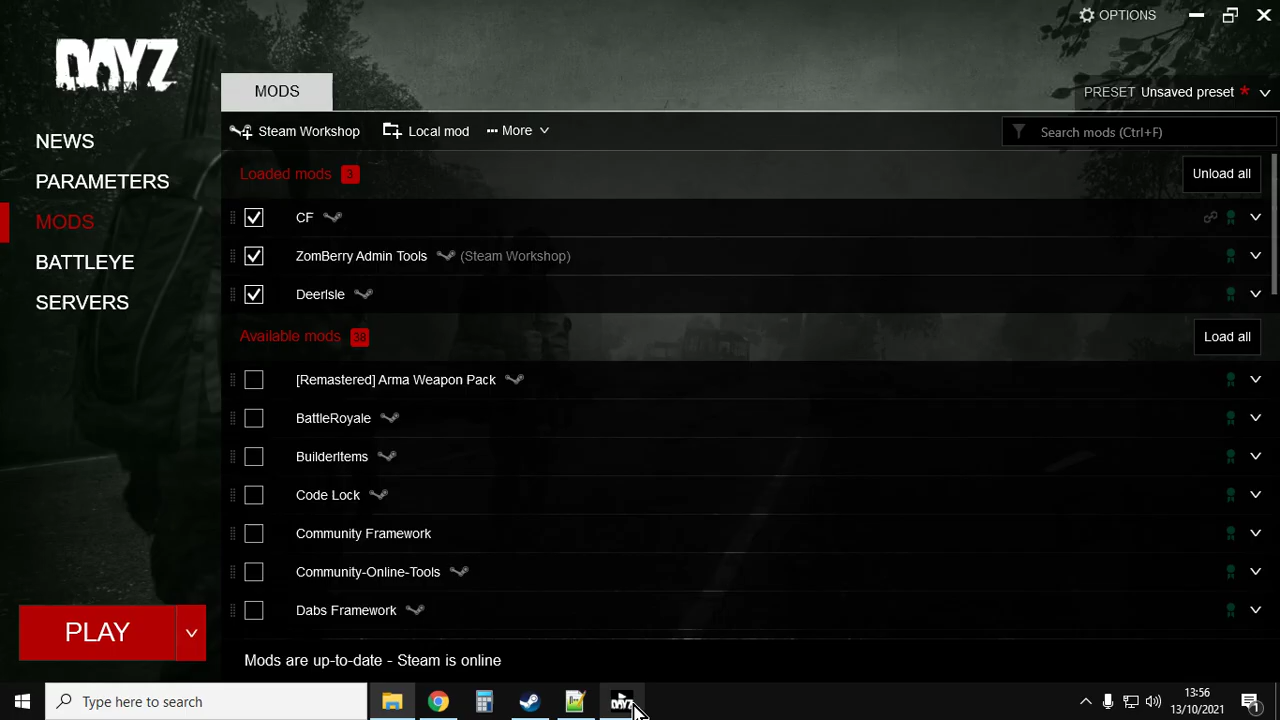 OPTIONS
DAYZ
MODS
PRESET Unsaved preset *
Steam Workshop Local mod ••• More
Search mods (Ctrl+F)
NEWS
PARAMETERS
MODS
BATTLEYE
SERVERS
Loaded mods 3
Unload all
CF
ZomBerry Admin Tools (Steam Workshop)
DeerIsle
Available mods 38
Load all
[Remastered] Arma Weapon Pack
BattleRoyale
BuilderItems
Code Lock
Community Framework
Community-Online-Tools
Dabs Framework
PLAY
Mods are up-to-date - Steam is online
Type here to search
DAYZ
13:56
13/10/2021
1